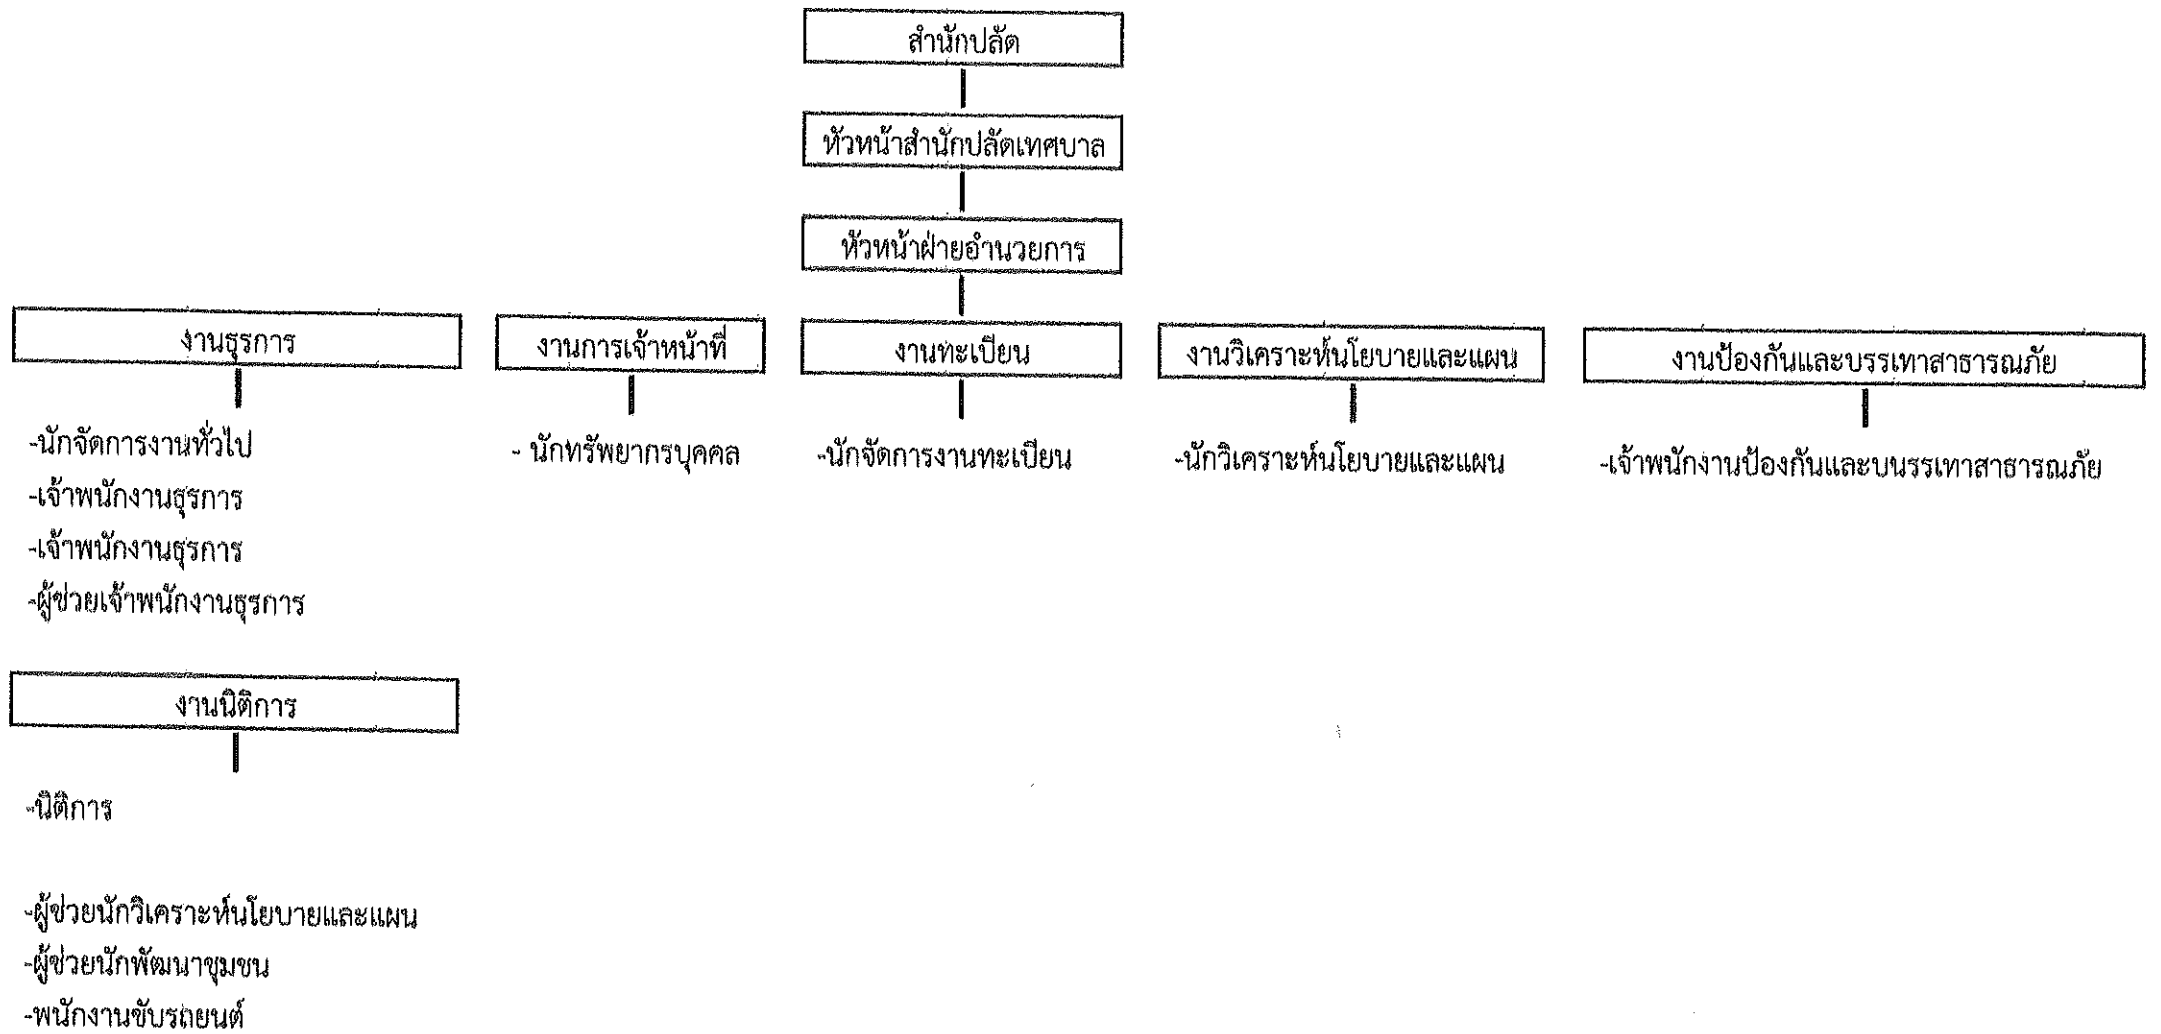 สำนักปลัด
หัวหน้าสำนักปลัดเทศบาล
หัวหน้าฝ่ายอำนวยการ
งานธุรการ
งานการเจ้าหน้าที่
งานทะเบียน
งานวิเคราะห์นโยบายและแผน
งานป้องกันและบรรเทาสาธารณภัย
-นักจัดการงานทั่วไป
-เจ้าพนักงานธุรการ
-เจ้าพนักงานธุรการ
-ผู้ช่วยเจ้าพนักงานธุรการ
- นักทรัพยากรบุคคล
-นักจัดการงานทะเบียน
-นักวิเคราะห์นโยบายและแผน
-เจ้าพนักงานป้องกันและบนรรเทาสาธารณภัย
งานนิติการ
-นิติการ
-ผู้ช่วยนักวิเคราะห์นโยบายและแผน
-ผู้ช่วยนักพัฒนาชุมชน
-พนักงานขับรถยนต์